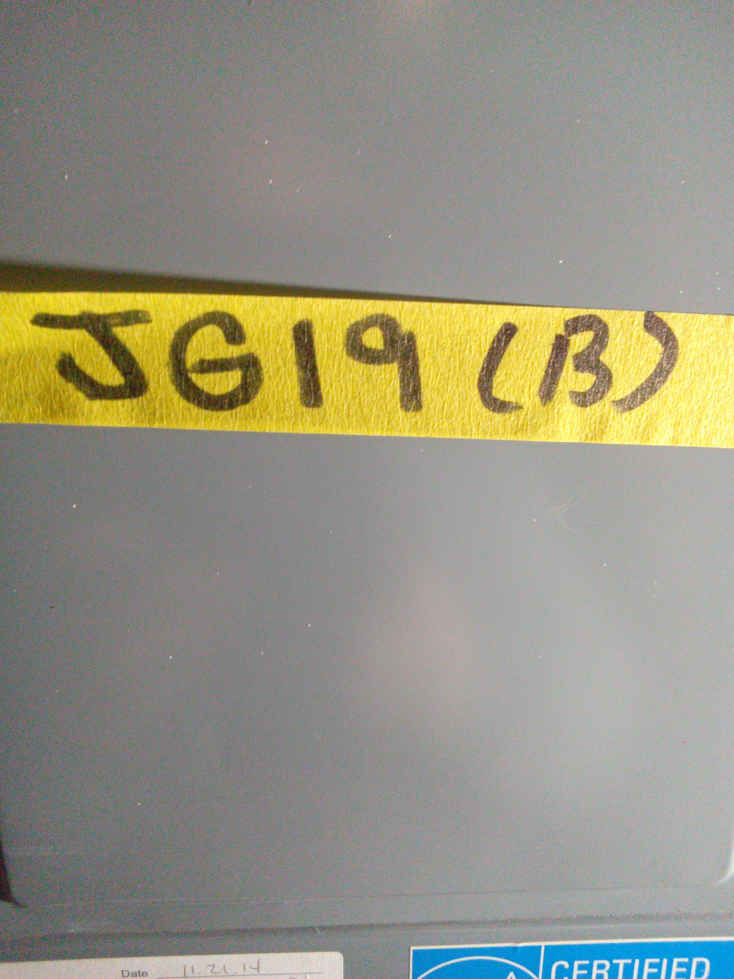 JG19 (B)
Date 11.21.14
CERTIFIED